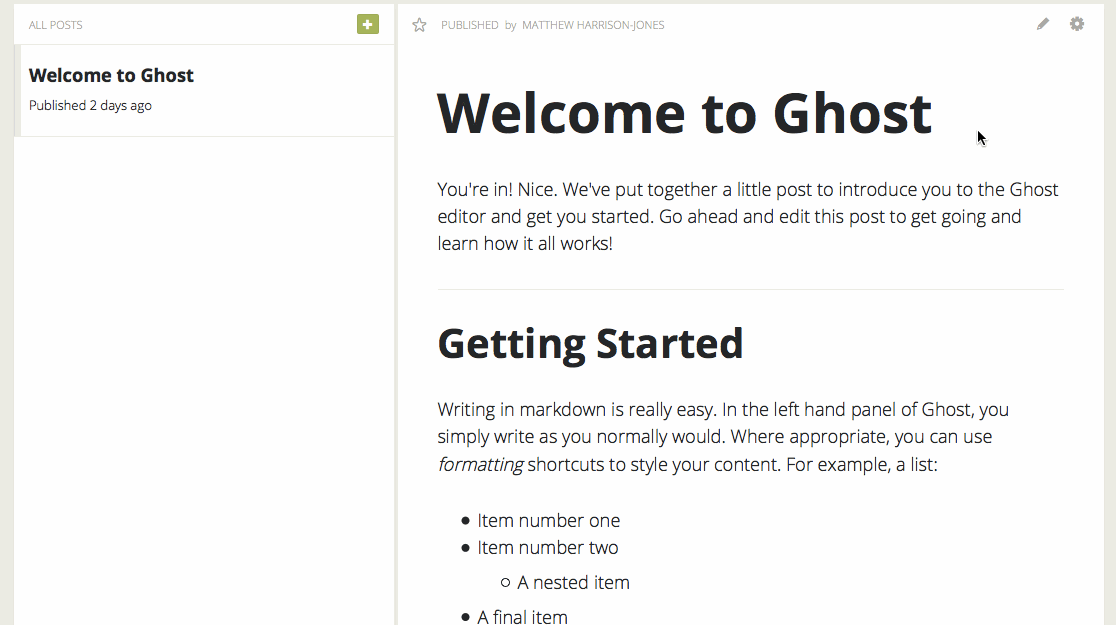 ALL POSTS
Welcome to Ghost
Published 2 days ago
PUBLISHED by MATTHEW HARRISON-JONES
Welcome to Ghost
You're in! Nice. We've put together a little post to introduce you to the Ghost
editor and get you started. Go ahead and edit this post to get going and
learn how it all works!
Getting Started
Writing in markdown is really easy. In the left hand panel of Ghost, you
simply write as you normally would. Where appropriate, you can use
formatting shortcuts to style your content. For example, a list:
Item number one
Item number two
A nested item
A final item